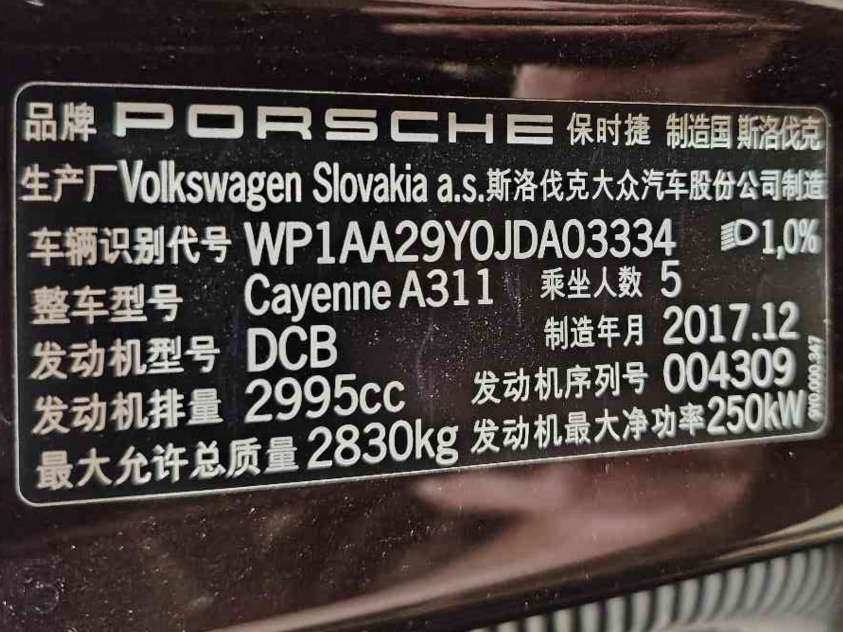 品牌 PORSCHE 保时捷 制造国 斯洛伐克
生产厂 Volkswagen Slovakia a.s. 斯洛伐克大众汽车股份公司制造
车辆识别代号 WP1AA29Y0JDA03334 1,0%
整车型号 Cayenne A311 乘坐人数 5
发动机型号 DCB 制造年月 2017.12
发动机排量 2995cc 发动机序列号 004309
最大允许总质量 2830kg 发动机最大净功率 250kW
9Y0.000.347